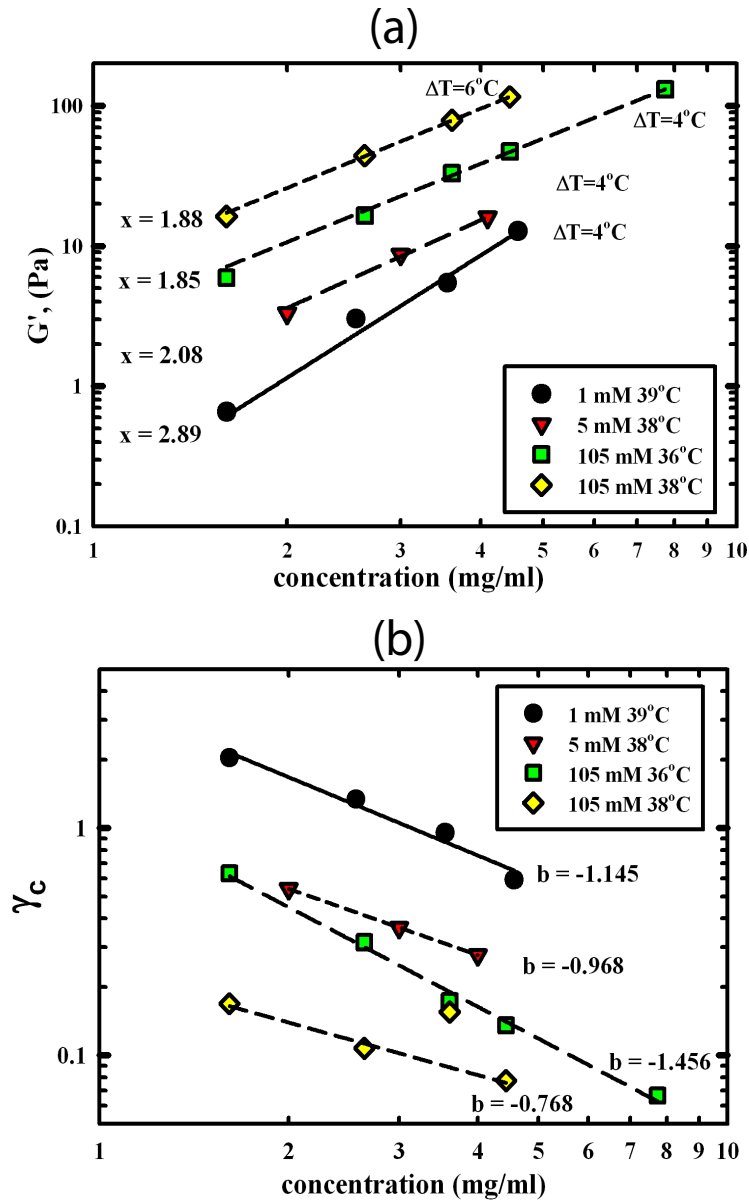 (a)
100
10
1
0.1
G', (Pa)
ΔT=6°C
ΔT=4°C
ΔT=4°C
ΔT=4°C
x = 1.88
x = 1.85
x = 2.08
x = 2.89
1 mM 39°C
5 mM 38°C
105 mM 36°C
105 mM 38°C
1 2 3 4 5 6 7 8 9 10
concentration (mg/ml)
(b)
1 mM 39°C
5 mM 38°C
105 mM 36°C
105 mM 38°C
1
0.1
γc
b = -1.145
b = -0.968
b = -1.456
b = -0.768
1 2 3 4 5 6 7 8 9 10
concentration (mg/ml)